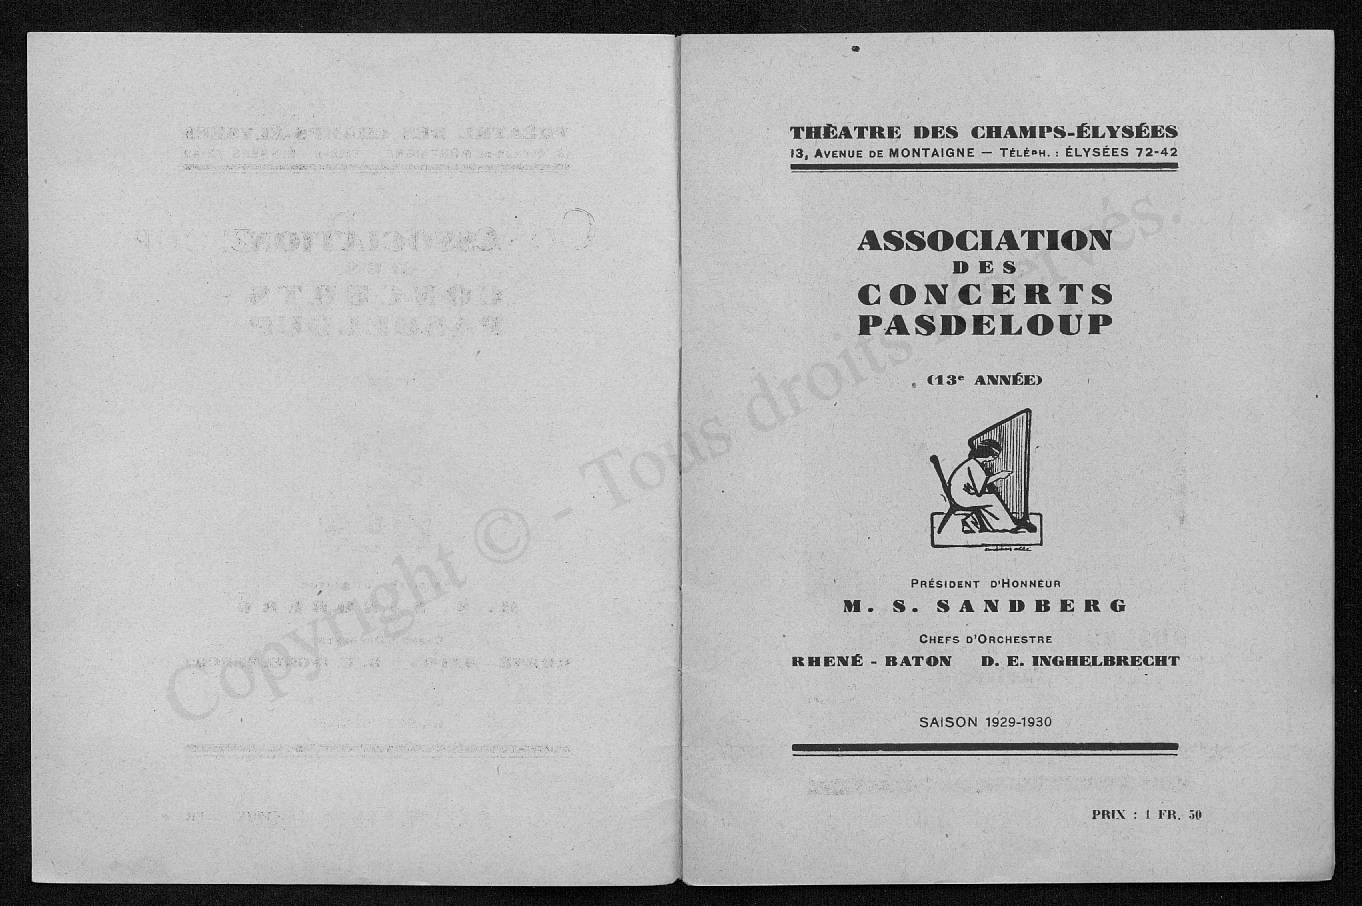 THÉATRE DES CHAMPS-ÉLYSÉES
13, AVENUE DE MONTAIGNE — TÉLÉPH. : ÉLYSÉES 72-42
ASSOCIATION
DES
CONCERTS
PASDELOUP
(13e ANNÉE)
PRÉSIDENT D'HONNEUR
M. S. SANDBERG
CHEFS D'ORCHESTRE
RHENÉ - BATON D. E. INGHELBRECHT
SAISON 1929-1930
PRIX : 1 FR. 50
Copyright © - Tous droits réservés.